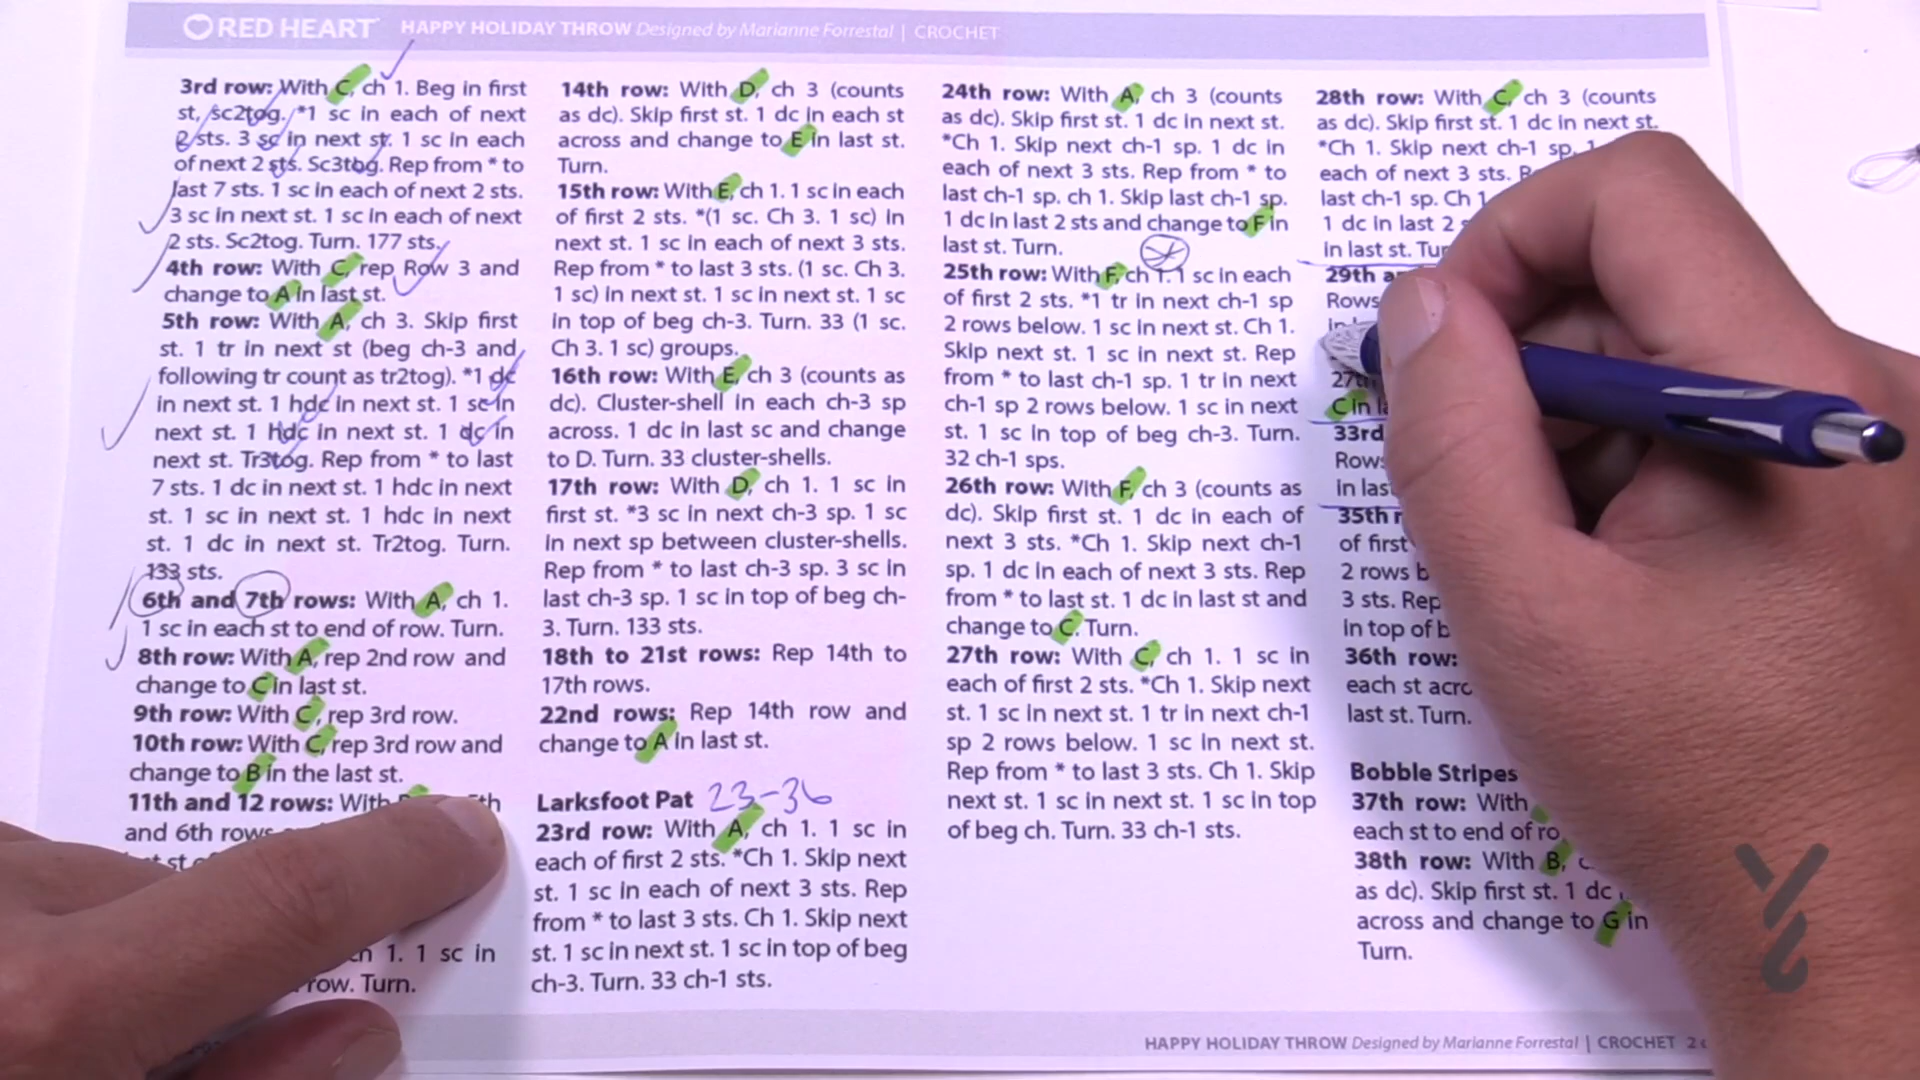 RED HEART HAPPY HOLIDAY THROW Designed by Marianne Forrestal | CROCHET
3rd row: With C, ch 1. Beg in first
st, sc2tog. *1 sc in each of next
2 sts. 3 sc in next st. 1 sc in each
of next 2 sts. Sc3tog. Rep from * to
last 7 sts. 1 sc in each of next 2 sts.
3 sc in next st. 1 sc in each of next
2 sts. Sc2tog. Turn. 177 sts.
4th row: With C, rep Row 3 and
change to A in last st.
5th row: With A, ch 3. Skip first
st. 1 tr in next st (beg ch-3 and
following tr count as tr2tog). *1 dc
in next st. 1 hdc in next st. 1 sc in
next st. 1 hdc in next st. 1 dc in
next st. Tr3tog. Rep from * to last
7 sts. 1 dc in next st. 1 hdc in next
st. 1 sc in next st. 1 hdc in next
st. 1 dc in next st. Tr2tog. Turn.
133 sts.
6th and 7th rows: With A, ch 1.
1 sc in each st to end of row. Turn.
8th row: With A, rep 2nd row and
change to C in last st.
9th row: With C, rep 3rd row.
10th row: With C, rep 3rd row and
change to B in the last st.
11th and 12 rows: With
and 6th rows
1. 1 sc in
row. Turn.
14th row: With D, ch 3 (counts
as dc). Skip first st. 1 dc in each st
across and change to E in last st.
Turn.
15th row: With E, ch 1. 1 sc in each
of first 2 sts. *(1 sc. Ch 3. 1 sc) in
next st. 1 sc in each of next 3 sts.
Rep from * to last 3 sts. (1 sc. Ch 3.
1 sc) in next st. 1 sc in next st. 1 sc
in top of beg ch-3. Turn. 33 (1 sc.
Ch 3. 1 sc) groups.
16th row: With E, ch 3 (counts as
dc). Cluster-shell in each ch-3 sp
across. 1 dc in last sc and change
to D. Turn. 33 cluster-shells.
17th row: With D, ch 1. 1 sc in
first st. *3 sc in next ch-3 sp. 1 sc
in next sp between cluster-shells.
Rep from * to last ch-3 sp. 3 sc in
last ch-3 sp. 1 sc in top of beg ch-
3. Turn. 133 sts.
18th to 21st rows: Rep 14th to
17th rows.
22nd rows: Rep 14th row and
change to A in last st.
Larksfoot Pat 23-36
23rd row: With A, ch 1. 1 sc in
each of first 2 sts. *Ch 1. Skip next
st. 1 sc in each of next 3 sts. Rep
from * to last 3 sts. Ch 1. Skip next
st. 1 sc in next st. 1 sc in top of beg
ch-3. Turn. 33 ch-1 sts.
24th row: With A, ch 3 (counts
as dc). Skip first st. 1 dc in next st.
*Ch 1. Skip next ch-1 sp. 1 dc in
each of next 3 sts. Rep from * to
last ch-1 sp. ch 1. Skip last ch-1 sp.
1 dc in last 2 sts and change to F in
last st. Turn.
25th row: With F, ch 1. 1 sc in each
of first 2 sts. *1 tr in next ch-1 sp
2 rows below. 1 sc in next st. Ch 1.
Skip next st. 1 sc in next st. Rep
from * to last ch-1 sp. 1 tr in next
ch-1 sp 2 rows below. 1 sc in next
st. 1 sc in top of beg ch-3. Turn.
32 ch-1 sps.
26th row: With F, ch 3 (counts as
dc). Skip first st. 1 dc in each of
next 3 sts. *Ch 1. Skip next ch-1
sp. 1 dc in each of next 3 sts. Rep
from * to last st. 1 dc in last st and
change to C. Turn.
27th row: With C, ch 1. 1 sc in
each of first 2 sts. *Ch 1. Skip next
st. 1 sc in next st. 1 tr in next ch-1
sp 2 rows below. 1 sc in next st.
Rep from * to last 3 sts. Ch 1. Skip
next st. 1 sc in next st. 1 sc in top
of beg ch. Turn. 33 ch-1 sts.
28th row: With C, ch 3 (counts
as dc). Skip first st. 1 dc in next st.
*Ch 1. Skip next ch-1 sp. 1
each of next 3 sts.
last ch-1 sp. Ch 1
1 dc in last 2
in last st.
29th
Rows
C in
33rd
Rows
in
35th
of first
2 rows
3 sts. Rep
in top of
36th row:
each st
last st. Turn.
Bobble Stripes
37th row: With
each st to end of
38th row: With B,
as dc). Skip first st. 1 dc
across and change to G in
Turn.
HAPPY HOLIDAY THROW Designed by Marianne Forrestal | CROCHET 2